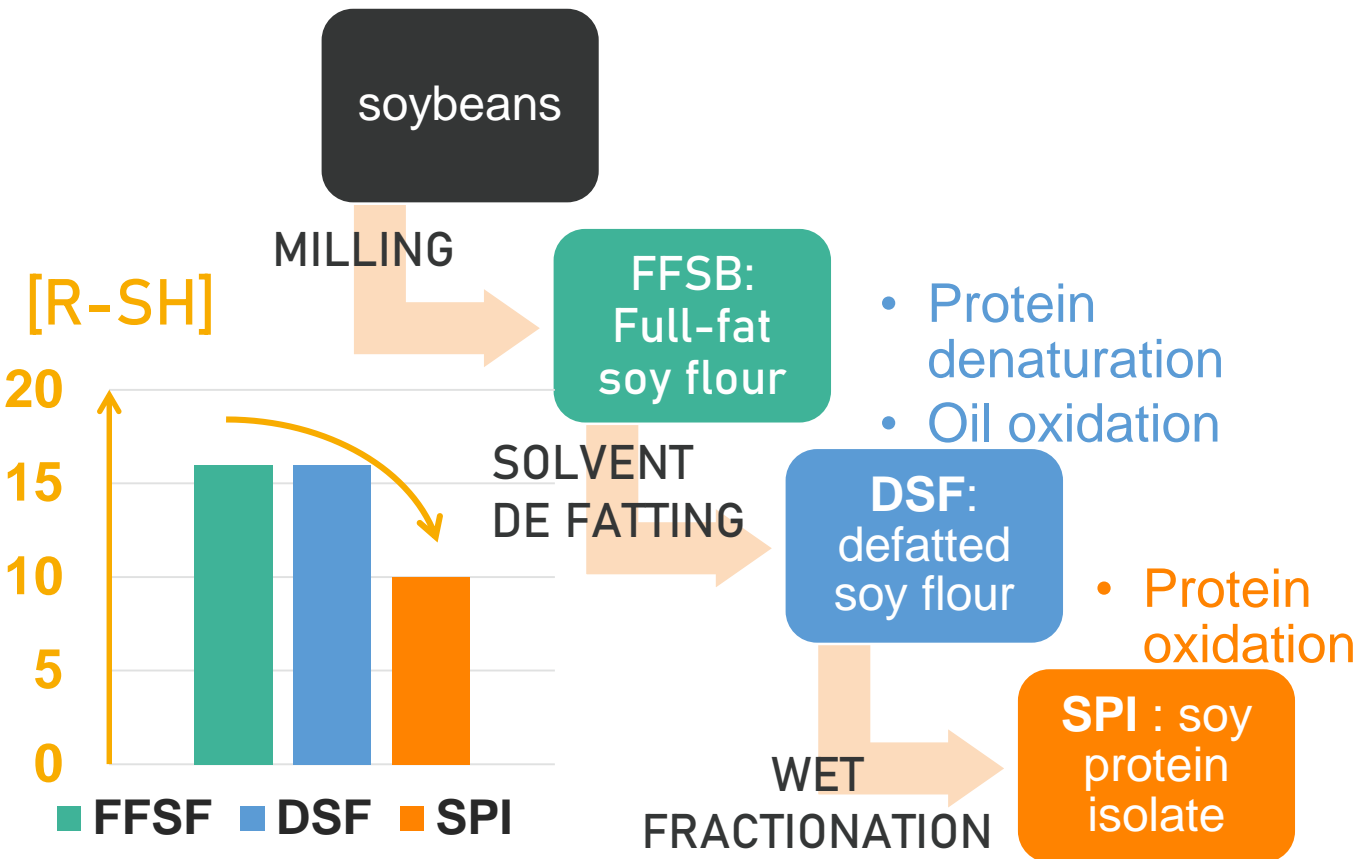 soybeans
MILLING
FFSB:
Full-fat
soy flour
• Protein
denaturation
• Oil oxidation
[R-SH]
20
15
10
5
0
FFSF DSF SPI
SOLVENT
DE FATTING
DSF:
defatted
soy flour
• Protein
oxidation
WET
FRACTIONATION
SPI : soy
protein
isolate